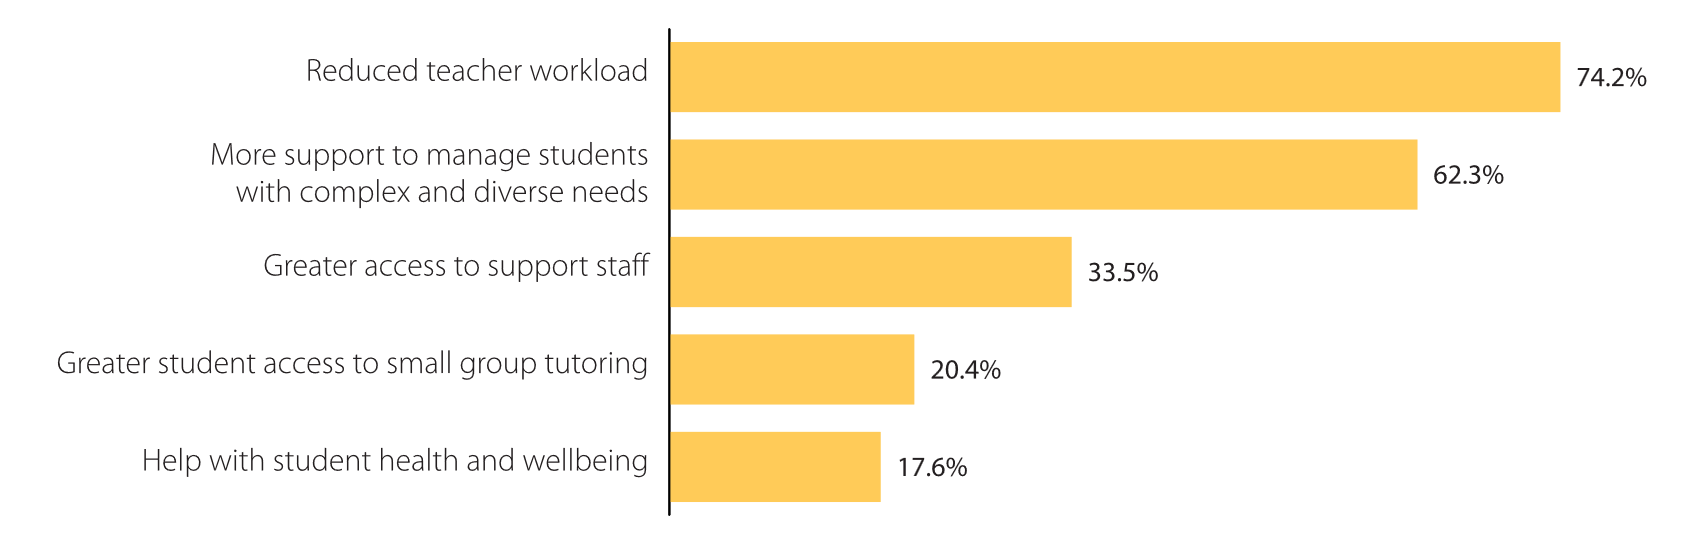 Reduced teacher workload
74.2%
More support to manage students
with complex and diverse needs
62.3%
Greater access to support staff
33.5%
Greater student access to small group tutoring
20.4%
Help with student health and wellbeing
17.6%